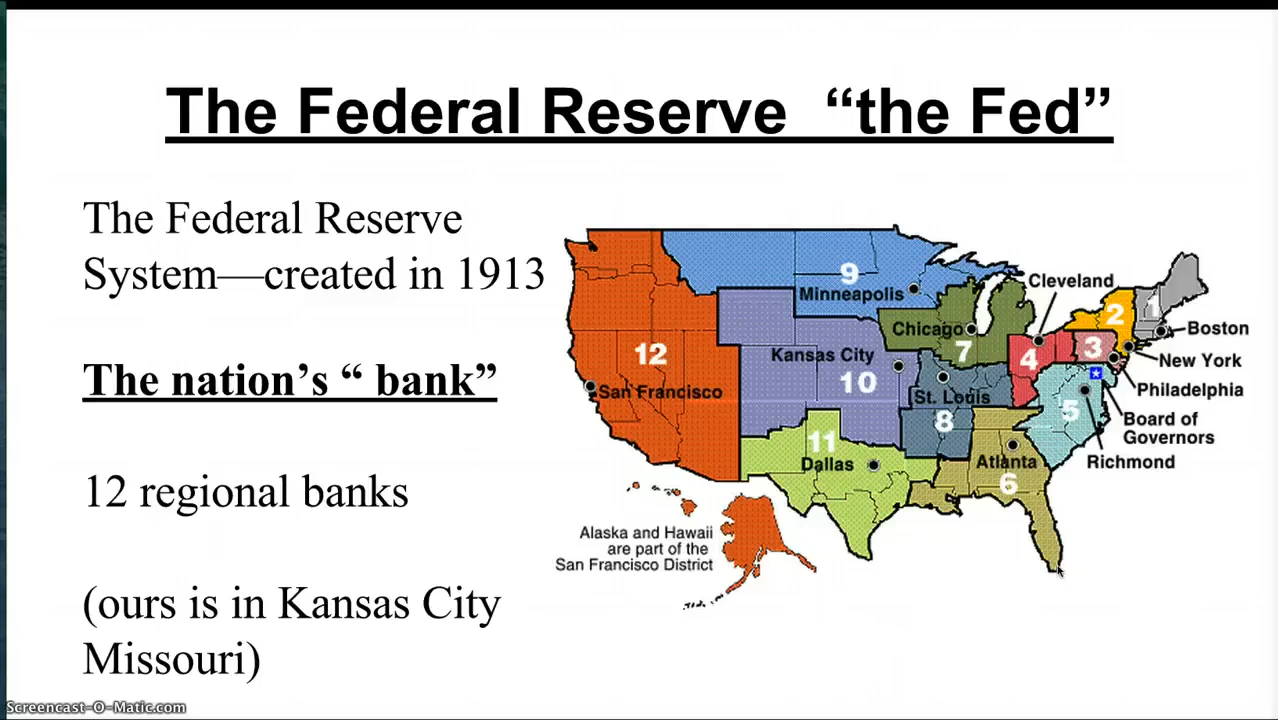 The Federal Reserve “the Fed”
The Federal Reserve
System—created in 1913
The nation’s “ bank”
12 regional banks
(ours is in Kansas City
Missouri)
9
Minneapolis
Cleveland
2
1
Boston
Chicago
7
4
3
New York
12
Kansas City
10
San Francisco
St. Louis
8
Philadelphia
5
Board of
Governors
Richmond
11
Dallas
Atlanta
6
Alaska and Hawaii
are part of the
San Francisco District
Screencast-O-Matic.com